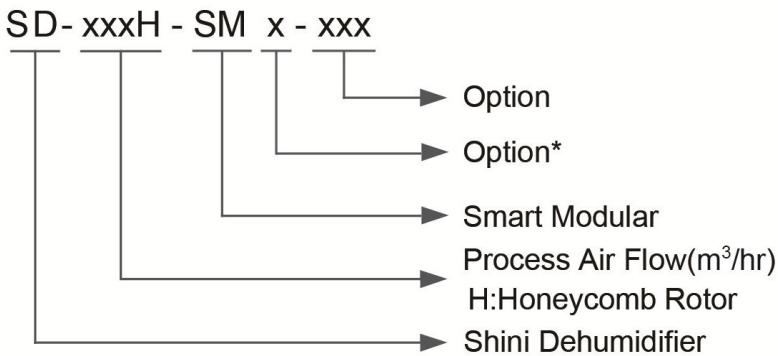 SD-xxxH - SM x - xxx
Option
Option*
Smart Modular
Process Air Flow(m³/hr)
H:Honeycomb Rotor
Shini Dehumidifier